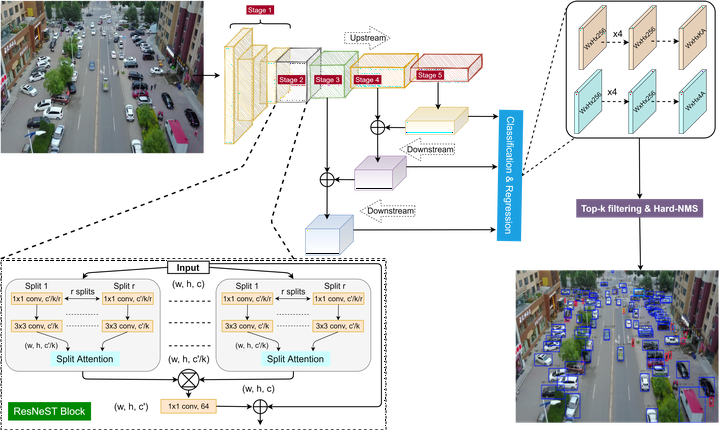 Stage 1
Upstream
Stage 2
Stage 3
Stage 4
Stage 5
Downstream
Downstream
Classification & Regression
WxHx256
x4
WxHx256
WxHxKA
WxHx256
x4
WxHx256
WxHx4A
Top-k filtering & Hard-NMS
Input
(w, h, c)
Split 1
Split r
1x1 conv, c'/k/r
r splits
1x1 conv, c'/k/r
3x3 conv, c'/k
3x3 conv, c'/k
(w, h, c'/k)
Split Attention
Split 1
Split r
1x1 conv, c'/k/r
r splits
1x1 conv, c'/k/r
3x3 conv, c'/k
3x3 conv, c'/k
(w, h, c'/k)
Split Attention
(w, h, c'/k)
(w, h, c)
(w, h, c')
1x1 conv, 64
ResNeST Block